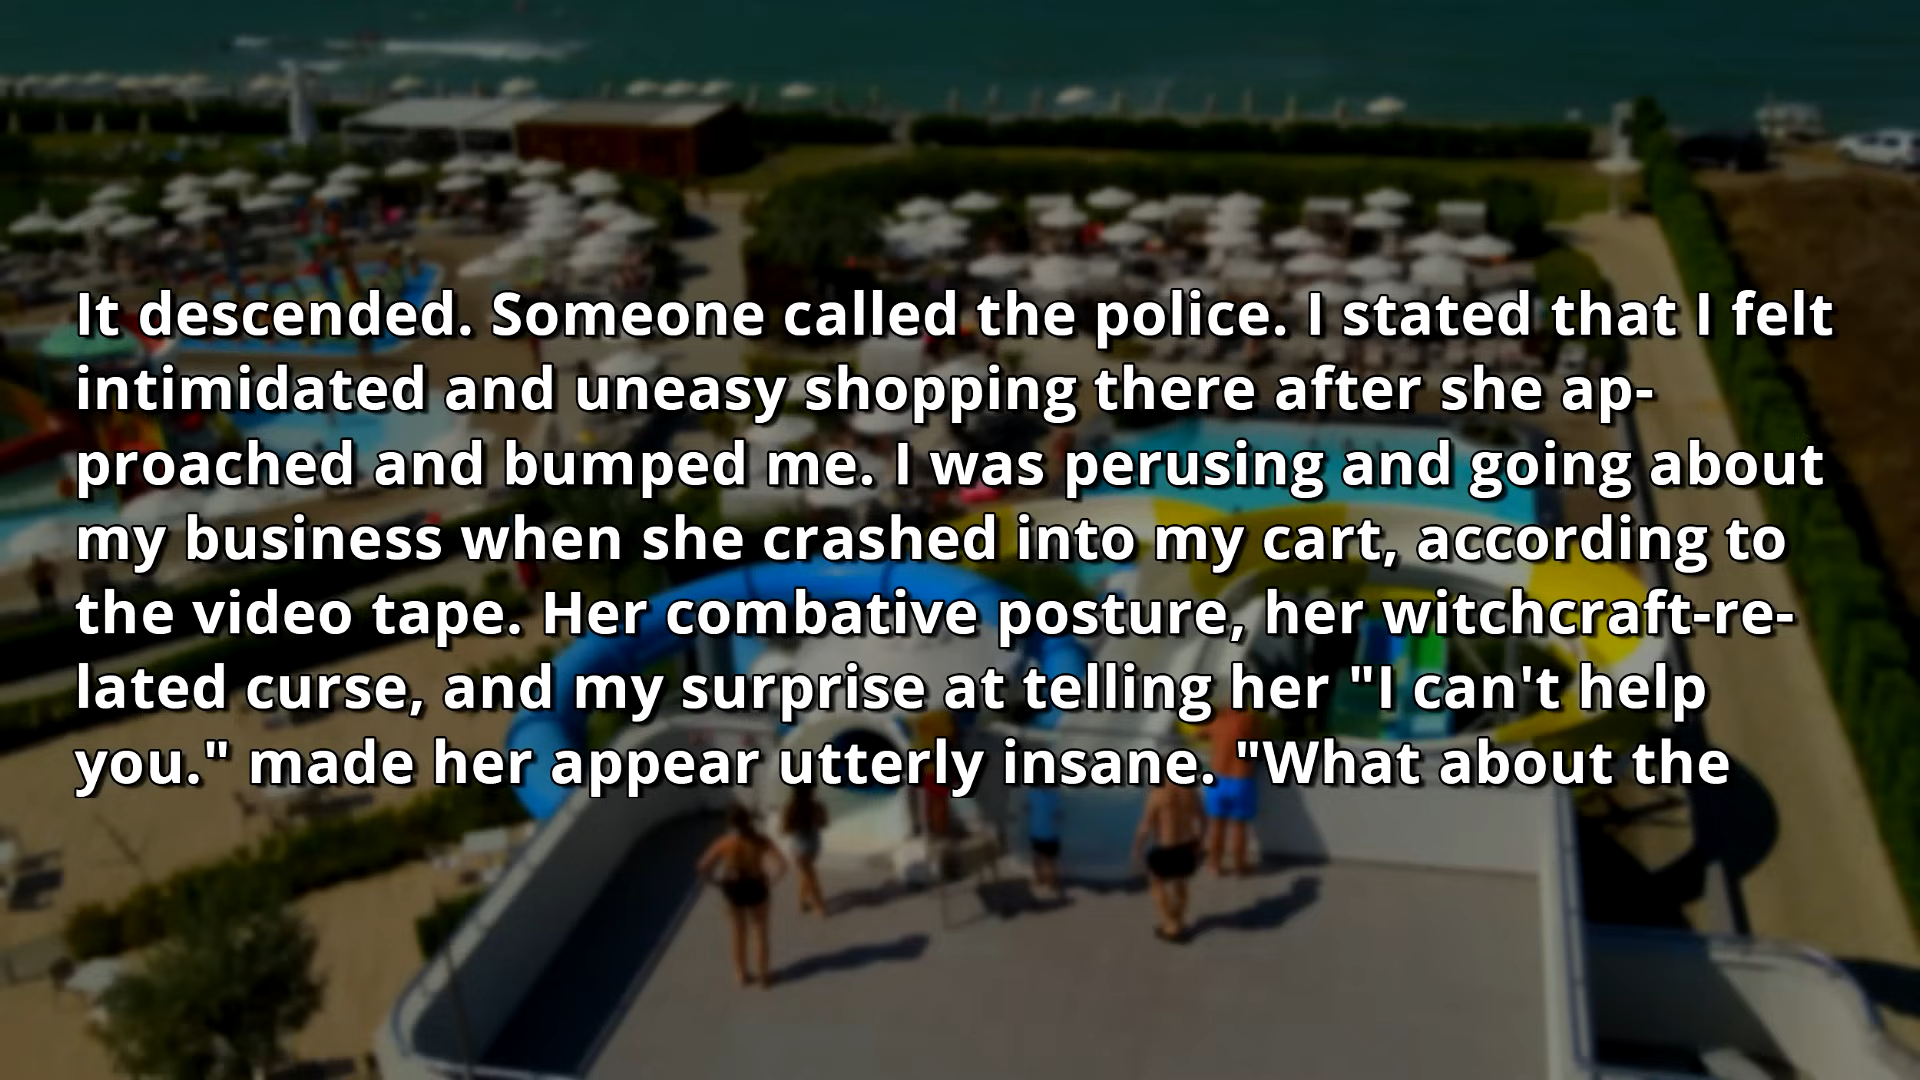 It descended. Someone called the police. I stated that I felt
intimidated and uneasy shopping there after she ap-
proached and bumped me. I was perusing and going about
my business when she crashed into my cart, according to
the video tape. Her combative posture, her witchcraft-re-
lated curse, and my surprise at telling her "I can't help
you." made her appear utterly insane. "What about the